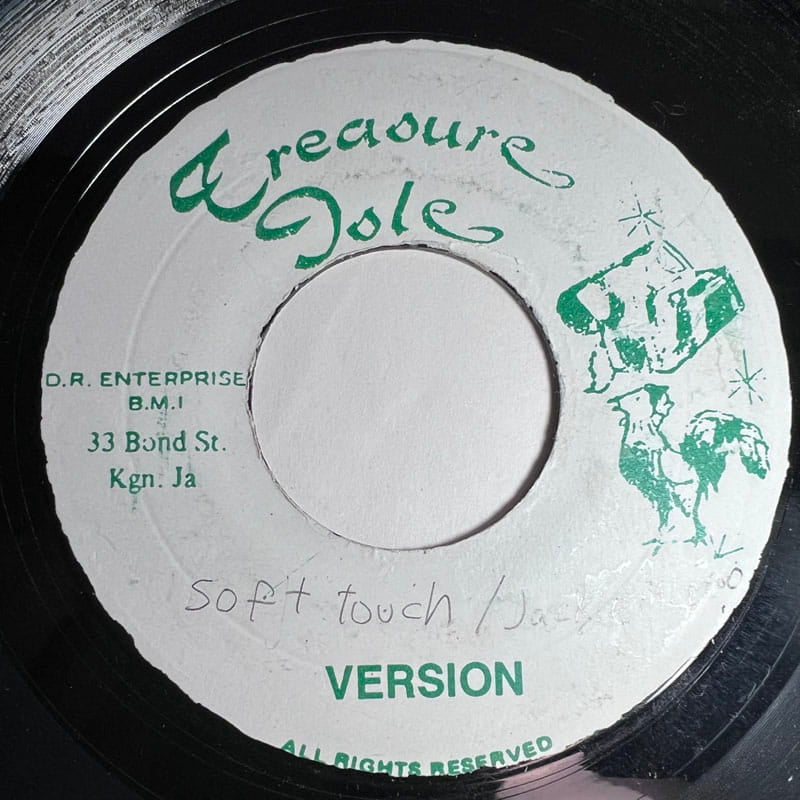 Treasure
Isle
D.R. ENTERPRISE
B.M.I
33 Bond St.
Kgn. Ja
Soft touch /
VERSION
ALL RIGHTS RESERVED